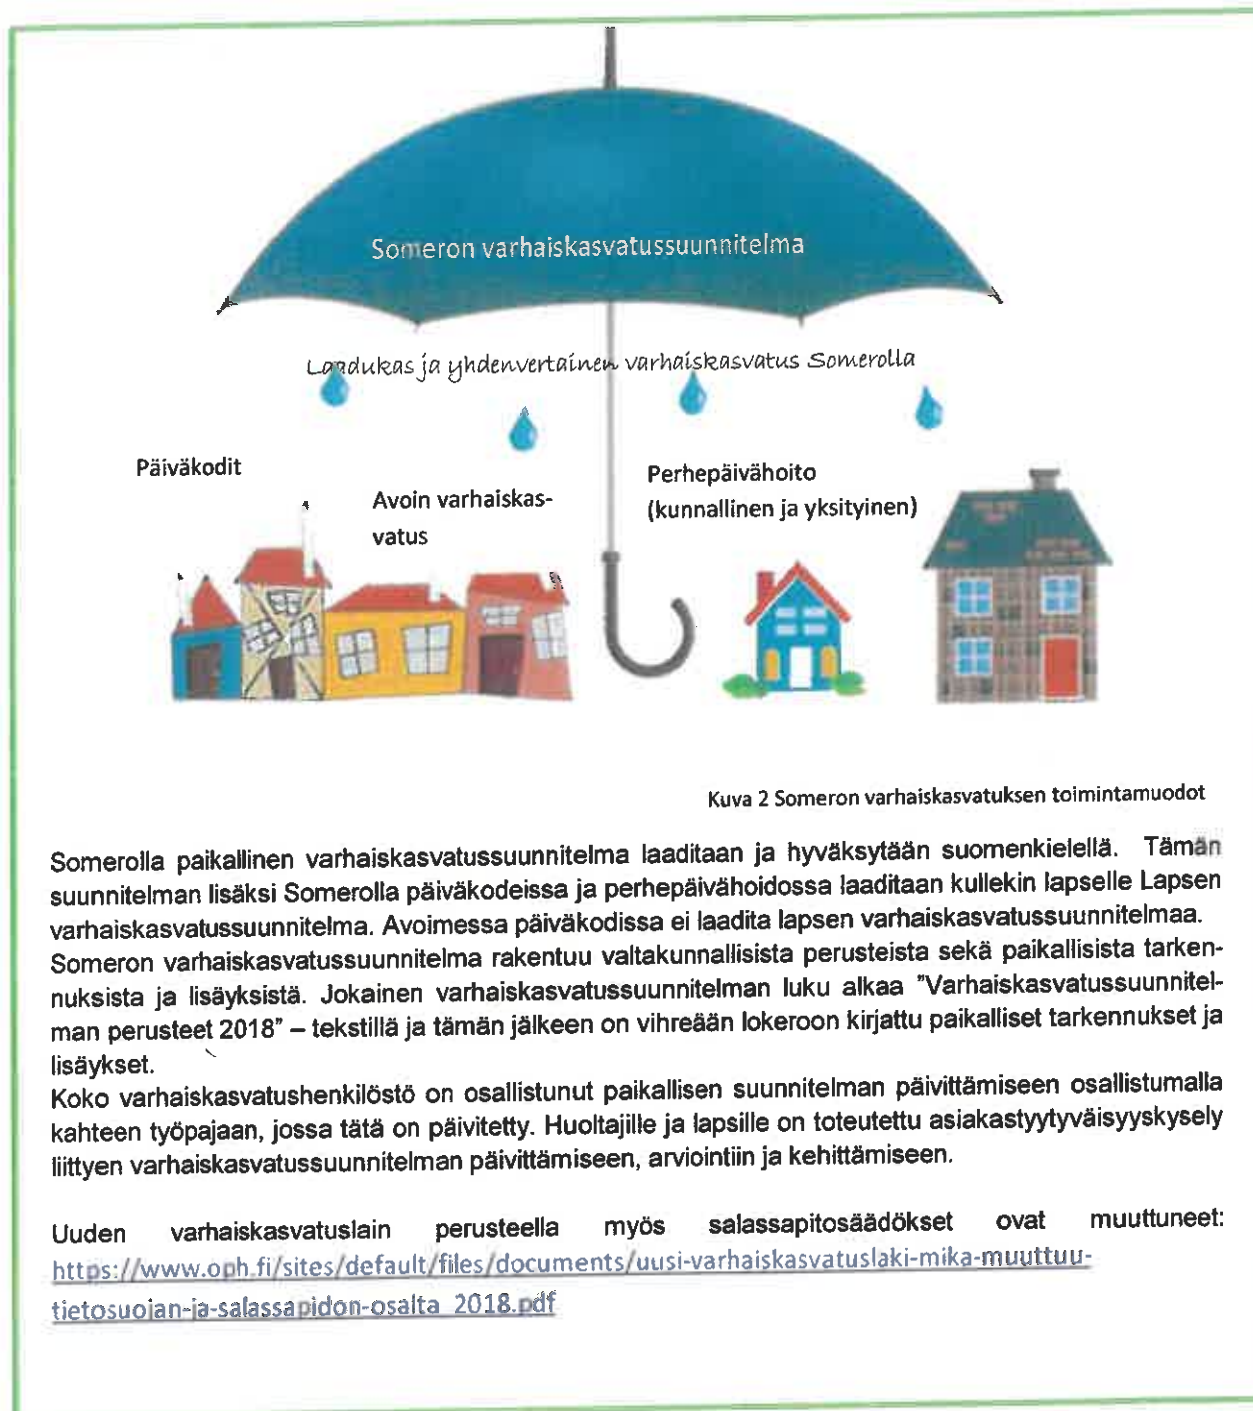 Someron varhaiskasvatussuunnitelma
Laadukas ja yhdenvertainen varhaiskasvatus Somerolla
Päiväkodit
Avoin varhaiskas-
vatus
Perhepäivähoito
(kunnallinen ja yksityinen)
Kuva 2 Someron varhaiskasvatuksen toimintamuodot
Somerolla paikallinen varhaiskasvatussuunnitelma laaditaan ja hyväksytään suomenkielellä. Tämän
suunnitelman lisäksi Somerolla päiväkodeissa ja perhepäivähoidossa laaditaan kullekin lapselle Lapsen
varhaiskasvatussuunnitelma. Avoimessa päiväkodissa ei laadita lapsen varhaiskasvatussuunnitelmaa.
Someron varhaiskasvatussuunnitelma rakentuu valtakunnallisista perusteista sekä paikallisista tarken-
nuksista ja lisäyksistä. Jokainen varhaiskasvatussuunnitelman luku alkaa "Varhaiskasvatussuunnitel-
man perusteet 2018" – tekstillä ja tämän jälkeen on vihreään lokeroon kirjattu paikalliset tarkennukset ja
lisäykset.
Koko varhaiskasvatushenkilöstö on osallistunut paikallisen suunnitelman päivittämiseen osallistumalla
kahteen työpajaan, jossa tätä on päivitetty. Huoltajille ja lapsille on toteutettu asiakastyytyväisyyskysely
liittyen varhaiskasvatussuunnitelman päivittämiseen, arviointiin ja kehittämiseen.
Uuden varhaiskasvatuslain perusteella myös salassapitosäädökset ovat muuttuneet:
https://www.oph.fi/sites/default/files/documents/uusi-varhaiskasvatuslaki-mika-muuttuu-
tietosuojan-ja-salassapidon-osalta_2018.pdf